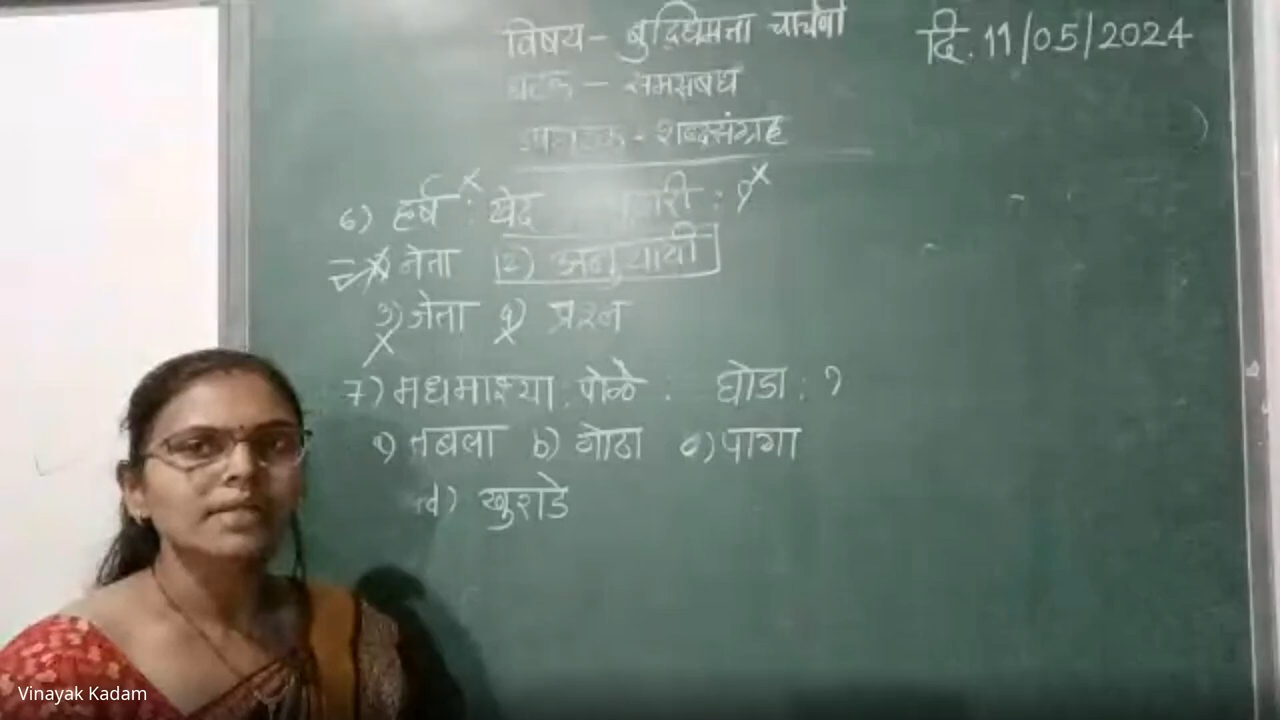 विषय - बुद्धिमत्ता चाचणी
दि. 11/05/2024
घटक - समसंबंध
उपघटक - शब्दसंग्रह
6) हर्ष : खेद : ?
नेता 2) अनुयायी
3) जेता 4) प्रश्न
7) मधमाश्या : पोळे : घोडा : ?
1) तबेला b) गोठा c) पागा
d) खुराडे
Vinayak Kadam